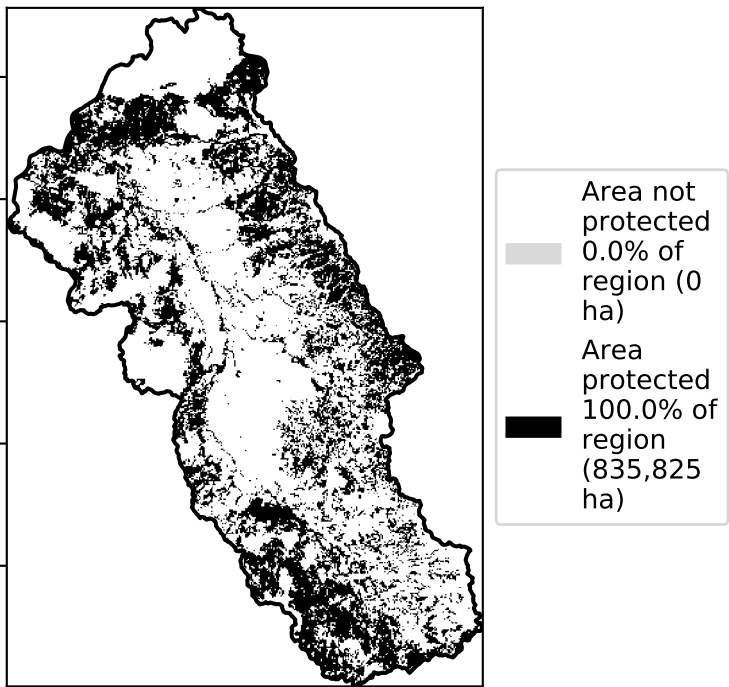 Area not
protected
0.0% of
region (0
ha)
Area
protected
100.0% of
region
(835,825
ha)